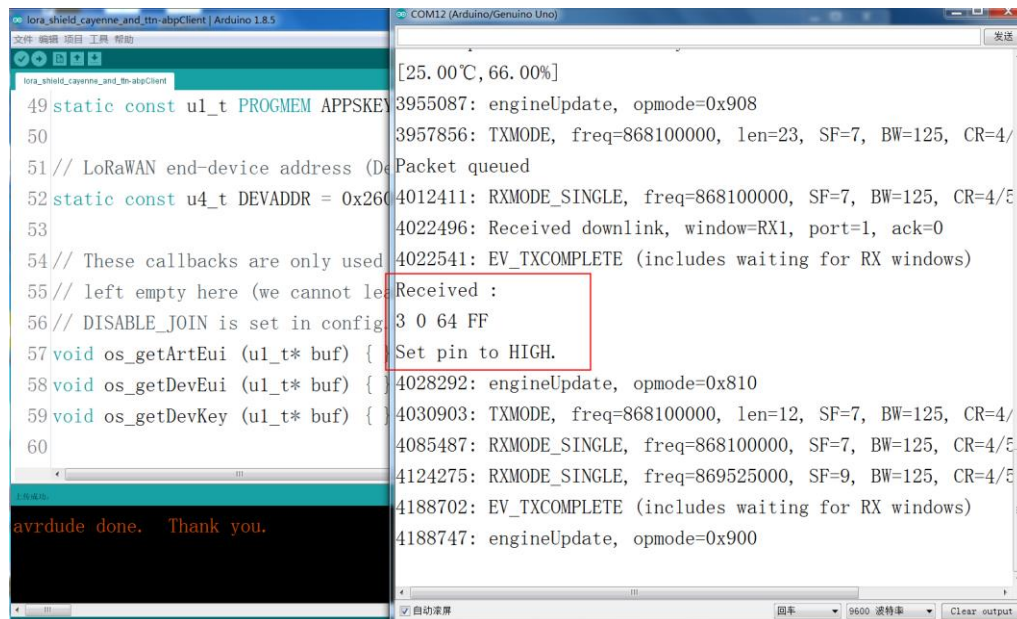 lora_shield_cayenne_and_ttn-abpClient | Arduino 1.8.5
文件 编辑 项目 工具 帮助
lora_shield_cayenne_and_ttn-abpClient
49 static const u1_t PROGMEM APPSKEY
50
51 // LoRaWAN end-device address (De
52 static const u4_t DEVADDR = 0x260
53
54 // These callbacks are only used
55 // left empty here (we cannot lea
56 // DISABLE_JOIN is set in config.
57 void os_getArtEui (u1_t* buf) { }
58 void os_getDevEui (u1_t* buf) { }
59 void os_getDevKey (u1_t* buf) { }
60
上传成功。
avrdude done.  Thank you.
COM12 (Arduino/Genuino Uno)
发送
[25.00℃,66.00%]
3955087: engineUpdate, opmode=0x908
3957856: TXMODE, freq=868100000, len=23, SF=7, BW=125, CR=4/
Packet queued
4012411: RXMODE_SINGLE, freq=868100000, SF=7, BW=125, CR=4/5
4022496: Received downlink, window=RX1, port=1, ack=0
4022541: EV_TXCOMPLETE (includes waiting for RX windows)
Received :
3 0 64 FF
Set pin to HIGH.
4028292: engineUpdate, opmode=0x810
4030903: TXMODE, freq=868100000, len=12, SF=7, BW=125, CR=4/
4085487: RXMODE_SINGLE, freq=868100000, SF=7, BW=125, CR=4/5
4124275: RXMODE_SINGLE, freq=869525000, SF=9, BW=125, CR=4/5
4188702: EV_TXCOMPLETE (includes waiting for RX windows)
4188747: engineUpdate, opmode=0x900
自动滚屏
回车
9600 波特率
Clear output